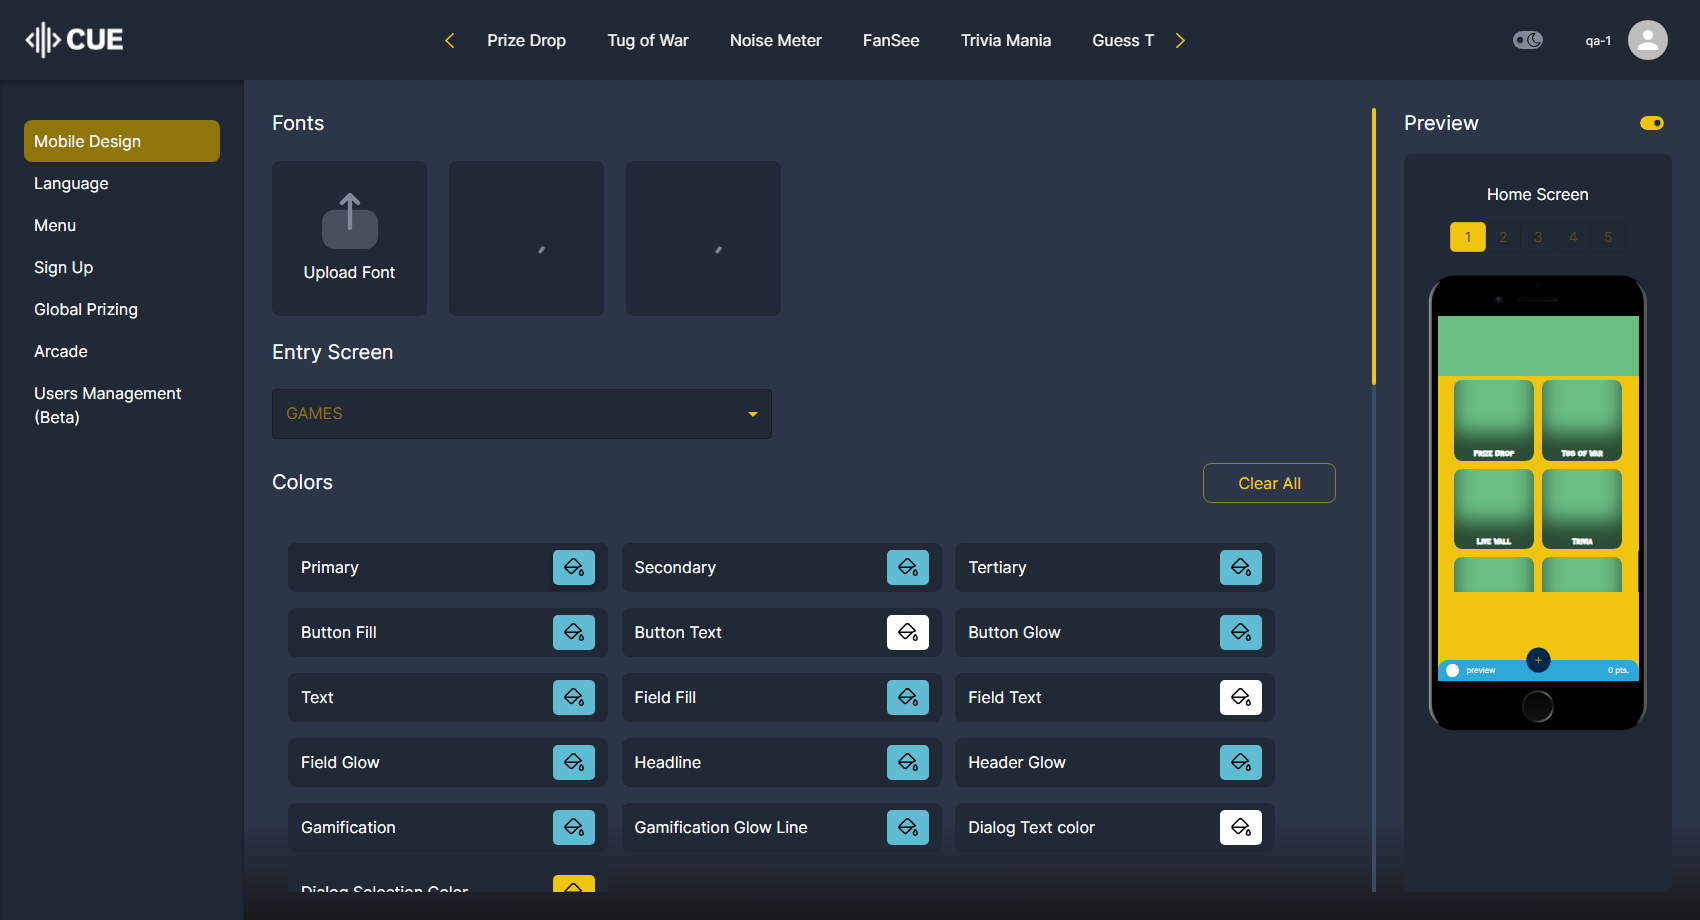 CUE
Prize Drop
Tug of War
Noise Meter
FanSee
Trivia Mania
Guess T
qa-1
Mobile Design
Language
Menu
Sign Up
Global Prizing
Arcade
Users Management
(Beta)
Fonts
Upload Font
Entry Screen
GAMES
Colors
Clear All
Primary
Secondary
Tertiary
Button Fill
Button Text
Button Glow
Text
Field Fill
Field Text
Field Glow
Headline
Header Glow
Gamification
Gamification Glow Line
Dialog Text color
Dialog Selection Color
Preview
Home Screen
1 2 3 4 5
Prize Drop
Tug of War
Live Wall
Trivia
preview
0 pts.